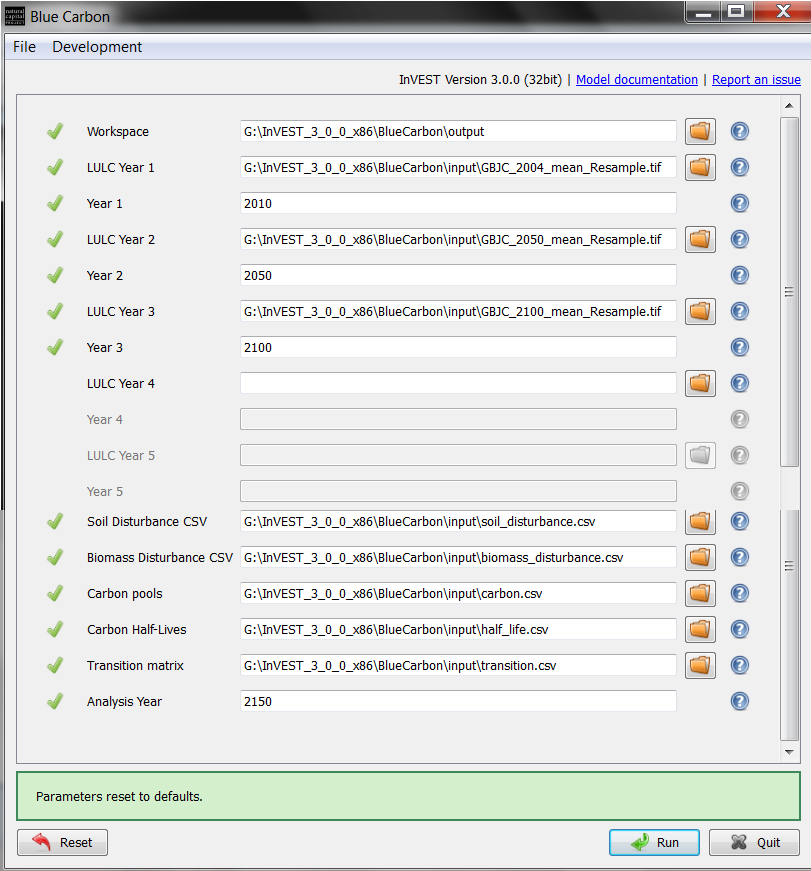 natural capital PROJECT Blue Carbon
File Development
InVEST Version 3.0.0 (32bit) | Model documentation | Report an issue
Workspace G:\InVEST_3_0_0_x86\BlueCarbon\output
LULC Year 1 G:\InVEST_3_0_0_x86\BlueCarbon\input\GBJC_2004_mean_Resample.tif
Year 1 2010
LULC Year 2 G:\InVEST_3_0_0_x86\BlueCarbon\input\GBJC_2050_mean_Resample.tif
Year 2 2050
LULC Year 3 G:\InVEST_3_0_0_x86\BlueCarbon\input\GBJC_2100_mean_Resample.tif
Year 3 2100
LULC Year 4
Year 4
LULC Year 5
Year 5
Soil Disturbance CSV G:\InVEST_3_0_0_x86\BlueCarbon\input\soil_disturbance.csv
Biomass Disturbance CSV G:\InVEST_3_0_0_x86\BlueCarbon\input\biomass_disturbance.csv
Carbon pools G:\InVEST_3_0_0_x86\BlueCarbon\input\carbon.csv
Carbon Half-Lives G:\InVEST_3_0_0_x86\BlueCarbon\input\half_life.csv
Transition matrix G:\InVEST_3_0_0_x86\BlueCarbon\input\transition.csv
Analysis Year 2150
Parameters reset to defaults.
Reset Run Quit